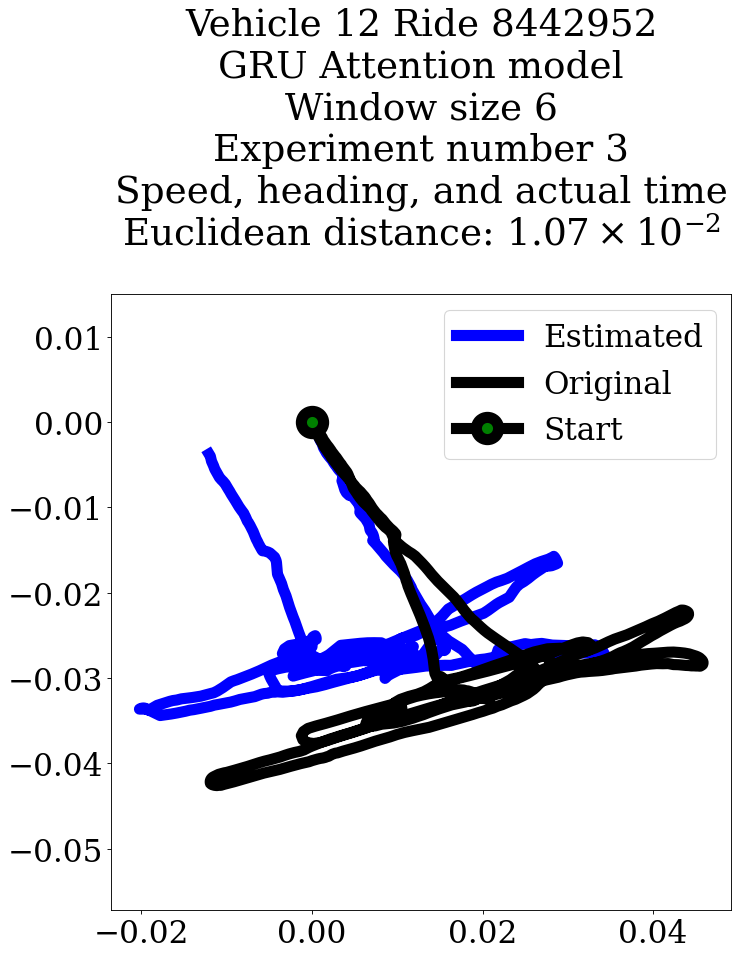 Vehicle 12 Ride 8442952
GRU Attention model
Window size 6
Experiment number 3
Speed, heading, and actual time
Euclidean distance: 1.07 × 10⁻²
Estimated
Original
Start
0.01
0.00
−0.01
−0.02
−0.03
−0.04
−0.05
−0.02 0.00 0.02 0.04